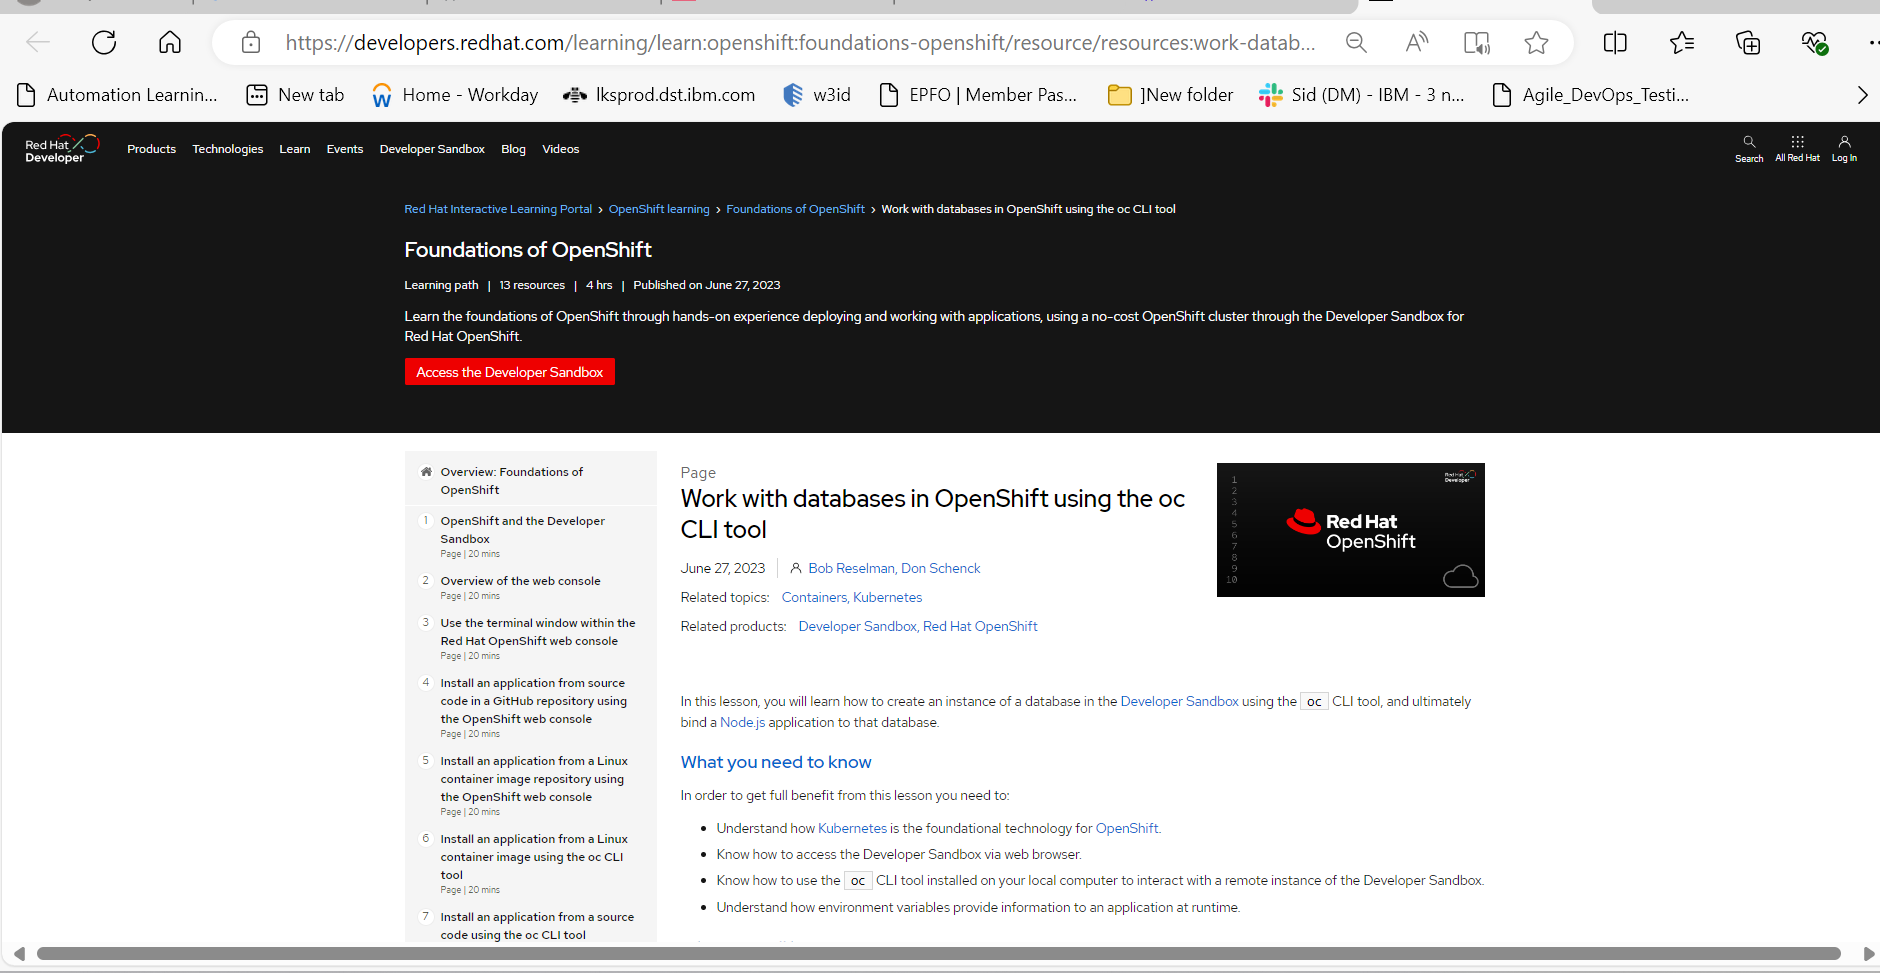 https://developers.redhat.com/learning/learn:openshift:foundations-openshift/resource/resources:work-datab...
Automation Learnin...
New tab
Home - Workday
lksprod.dst.ibm.com
w3id
EPFO | Member Pas...
]New folder
Sid (DM) - IBM - 3 n...
Agile_DevOps_Testi...
Red Hat
Developer
Products
Technologies
Learn
Events
Developer Sandbox
Blog
Videos
Search
All Red Hat
Log In
Red Hat Interactive Learning Portal › OpenShift learning › Foundations of OpenShift › Work with databases in OpenShift using the oc CLI tool
Foundations of OpenShift
Learning path | 13 resources | 4 hrs | Published on June 27, 2023
Learn the foundations of OpenShift through hands-on experience deploying and working with applications, using a no-cost OpenShift cluster through the Developer Sandbox for
Red Hat OpenShift.
Access the Developer Sandbox
Overview: Foundations of
OpenShift
1 OpenShift and the Developer
Sandbox
Page | 20 mins
2 Overview of the web console
Page | 20 mins
3 Use the terminal window within the
Red Hat OpenShift web console
Page | 20 mins
4 Install an application from source
code in a GitHub repository using
the OpenShift web console
Page | 20 mins
5 Install an application from a Linux
container image repository using
the OpenShift web console
Page | 20 mins
6 Install an application from a Linux
container image using the oc CLI
tool
Page | 20 mins
7 Install an application from a source
code using the oc CLI tool
Page
Work with databases in OpenShift using the oc
CLI tool
June 27, 2023
Bob Reselman, Don Schenck
Related topics: Containers, Kubernetes
Related products: Developer Sandbox, Red Hat OpenShift
1
2
3
4
5
6
7
8
9
10
Red Hat
Developer
Red Hat
OpenShift
In this lesson, you will learn how to create an instance of a database in the Developer Sandbox using the oc CLI tool, and ultimately
bind a Node.js application to that database.
What you need to know
In order to get full benefit from this lesson you need to:
• Understand how Kubernetes is the foundational technology for OpenShift.
• Know how to access the Developer Sandbox via web browser.
• Know how to use the oc CLI tool installed on your local computer to interact with a remote instance of the Developer Sandbox.
• Understand how environment variables provide information to an application at runtime.